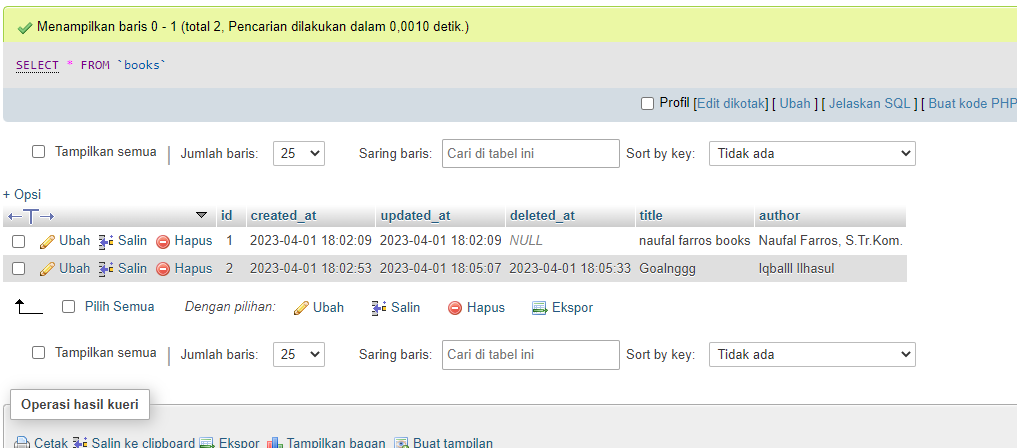 Menampilkan baris 0 - 1 (total 2, Pencarian dilakukan dalam 0,0010 detik.)
SELECT * FROM `books`
Profil [Edit dikotak] [ Ubah ] [ Jelaskan SQL ] [ Buat kode PHP
Tampilkan semua | Jumlah baris: 25 Saring baris: Cari di tabel ini Sort by key: Tidak ada
+ Opsi
←T→ ▼ id created_at updated_at deleted_at title author
Ubah Salin Hapus 1 2023-04-01 18:02:09 2023-04-01 18:02:09 NULL naufal farros books Naufal Farros, S.Tr.Kom.
Ubah Salin Hapus 2 2023-04-01 18:02:53 2023-04-01 18:05:07 2023-04-01 18:05:33 Goalnggg Iqballl Ilhasul
Pilih Semua Dengan pilihan: Ubah Salin Hapus Ekspor
Tampilkan semua | Jumlah baris: 25 Saring baris: Cari di tabel ini Sort by key: Tidak ada
Operasi hasil kueri
Cetak Salin ke clipboard Ekspor Tampilkan bagan Buat tampilan